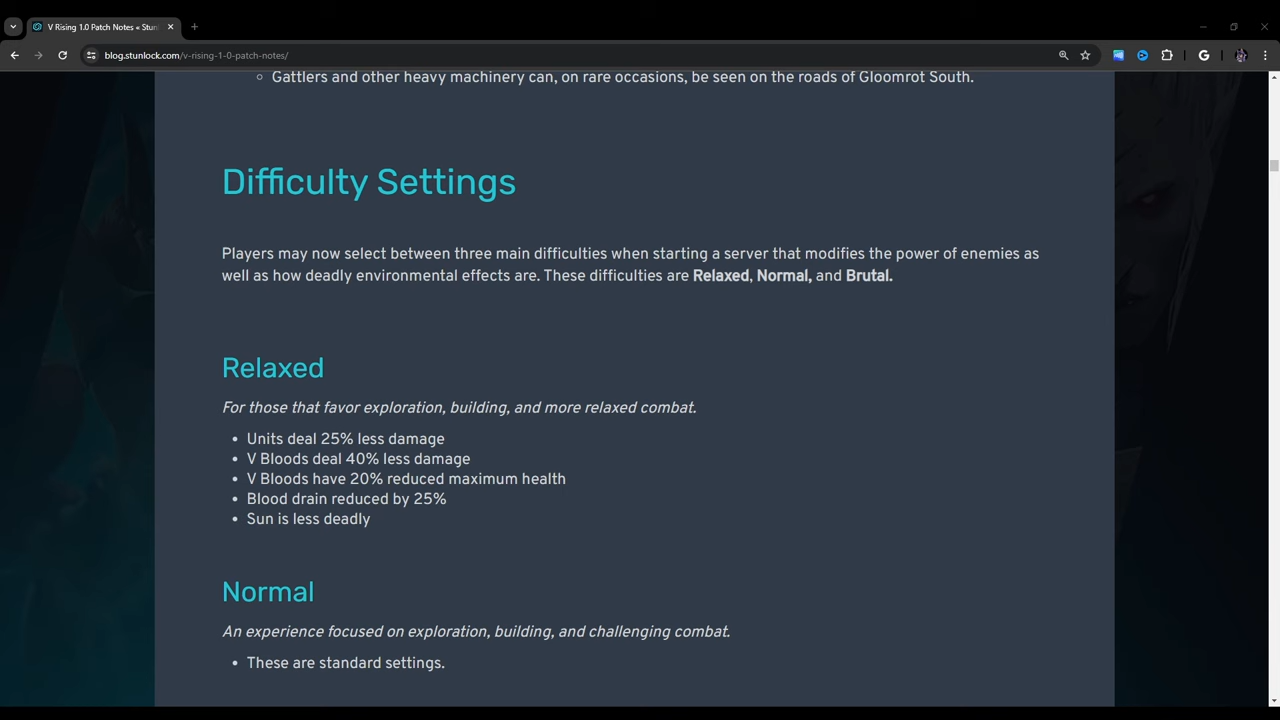 V Rising 1.0 Patch Notes « Stun
blog.stunlock.com/v-rising-1-0-patch-notes/
Gattlers and other heavy machinery can, on rare occasions, be seen on the roads of Gloomrot South.
Difficulty Settings
Players may now select between three main difficulties when starting a server that modifies the power of enemies as
well as how deadly environmental effects are. These difficulties are Relaxed, Normal, and Brutal.
Relaxed
For those that favor exploration, building, and more relaxed combat.
• Units deal 25% less damage
• V Bloods deal 40% less damage
• V Bloods have 20% reduced maximum health
• Blood drain reduced by 25%
• Sun is less deadly
Normal
An experience focused on exploration, building, and challenging combat.
• These are standard settings.